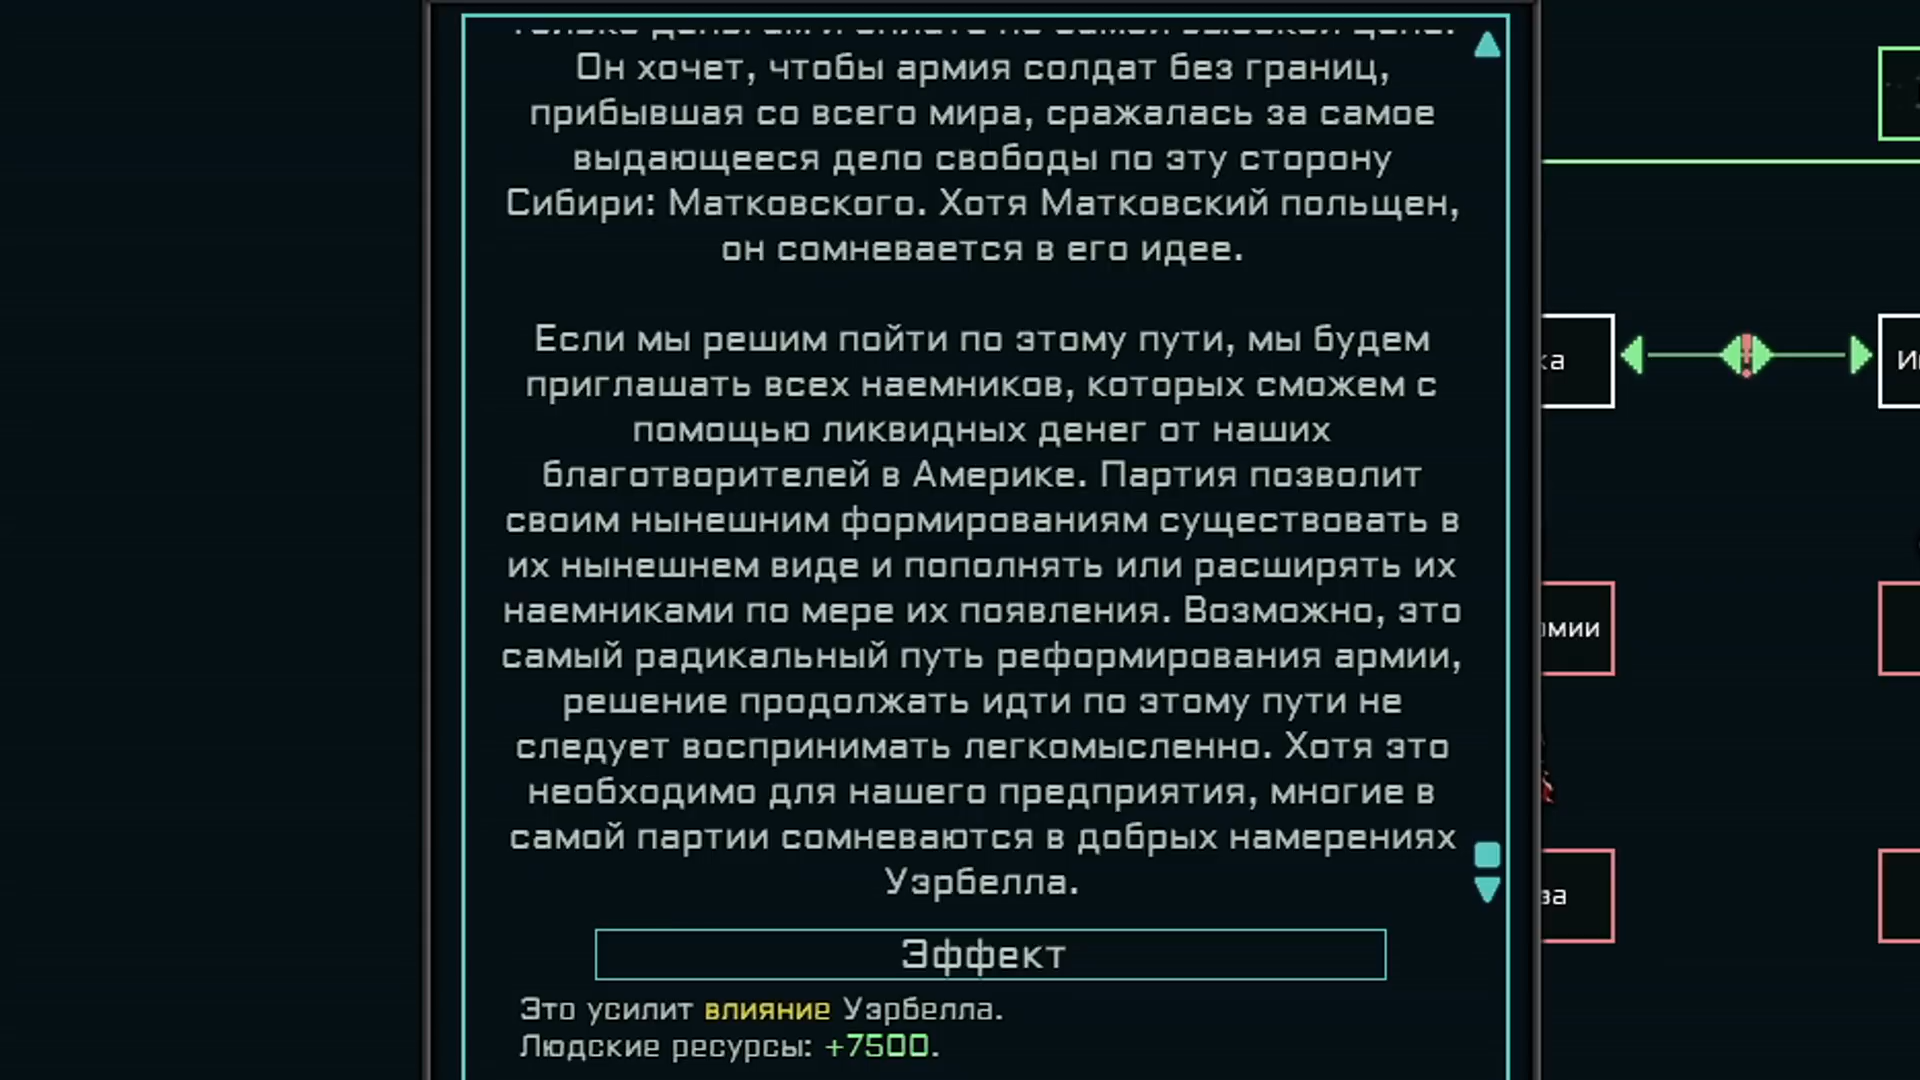 Он хочет, чтобы армия солдат без границ,
прибывшая со всего мира, сражалась за самое
выдающееся дело свободы по эту сторону
Сибири: Матковского. Хотя Матковский польщен,
он сомневается в его идее.
Если мы решим пойти по этому пути, мы будем
приглашать всех наемников, которых сможем с
помощью ликвидных денег от наших
благотворителей в Америке. Партия позволит
своим нынешним формированиям существовать в
их нынешнем виде и пополнять или расширять их
наемниками по мере их появления. Возможно, это
самый радикальный путь реформирования армии,
решение продолжать идти по этому пути не
следует воспринимать легкомысленно. Хотя это
необходимо для нашего предприятия, многие в
самой партии сомневаются в добрых намерениях
Уэрбелла.
Эффект
Это усилит влияние Уэрбелла.
Людские ресурсы: +7500.